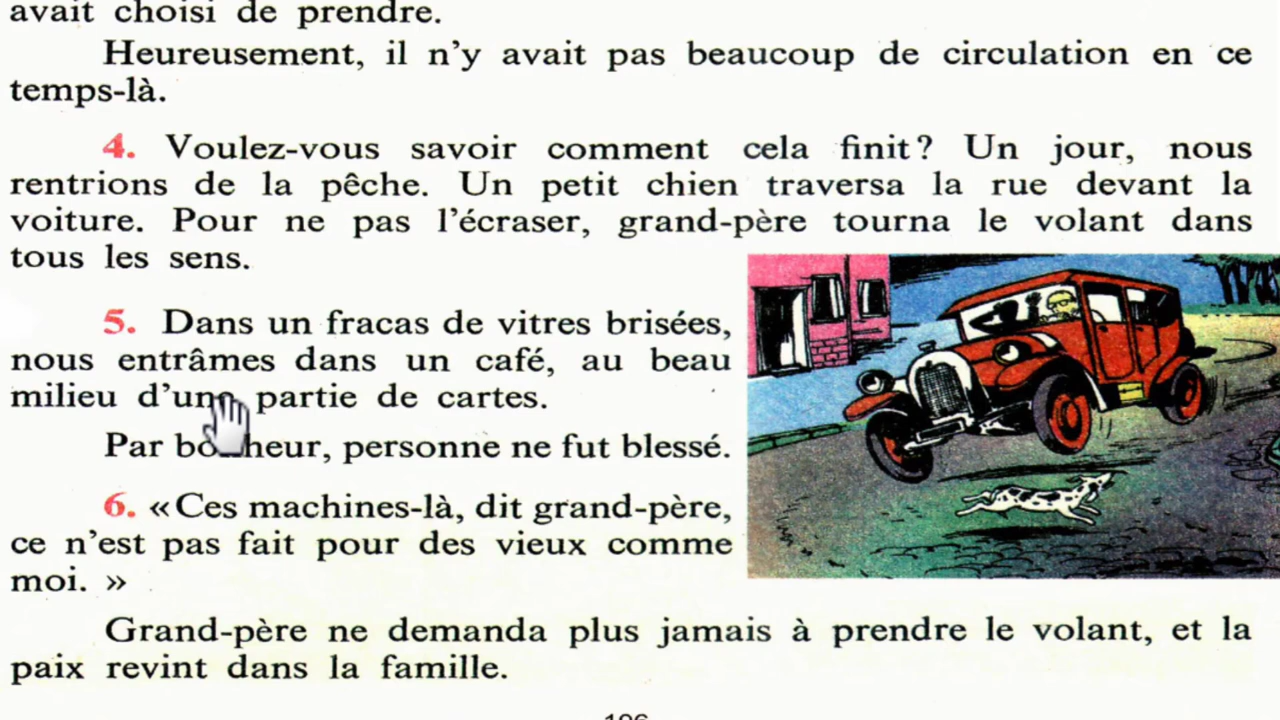 avait choisi de prendre.
Heureusement, il n'y avait pas beaucoup de circulation en ce
temps-là.
4. Voulez-vous savoir comment cela finit? Un jour, nous
rentrions de la pêche. Un petit chien traversa la rue devant la
voiture. Pour ne pas l'écraser, grand-père tourna le volant dans
tous les sens.
5. Dans un fracas de vitres brisées,
nous entrâmes dans un café, au beau
milieu d'une partie de cartes.
Par bonheur, personne ne fut blessé.
6. «Ces machines-là, dit grand-père,
ce n'est pas fait pour des vieux comme
moi. »
Grand-père ne demanda plus jamais à prendre le volant, et la
paix revint dans la famille.